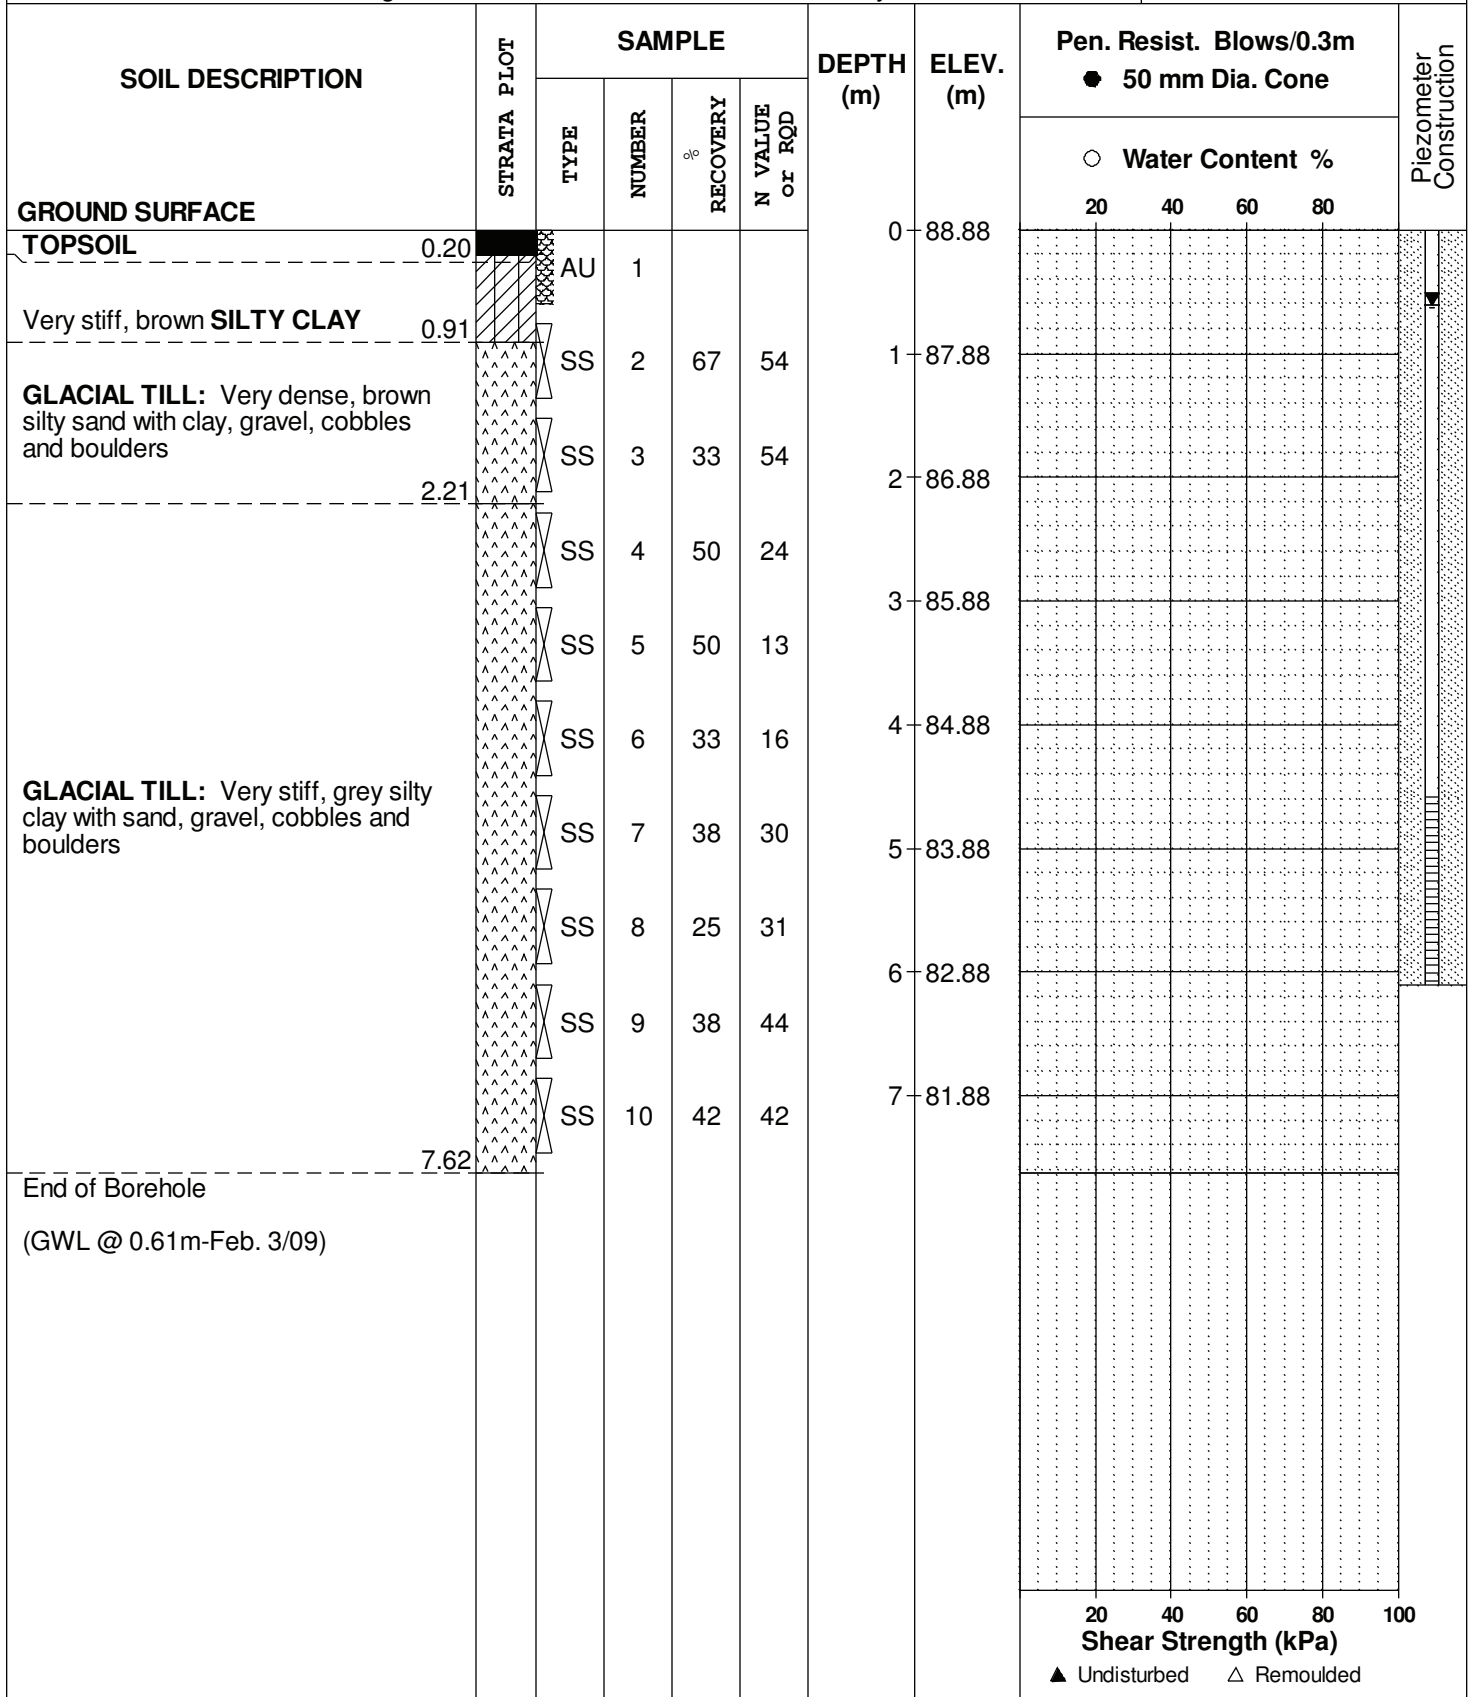 SOIL DESCRIPTION
GROUND SURFACE
STRATA PLOT
SAMPLE
TYPE
NUMBER
% RECOVERY
N VALUE or RQD
DEPTH (m)
ELEV. (m)
Pen. Resist. Blows/0.3m
● 50 mm Dia. Cone
○ Water Content %
20 40 60 80
Piezometer Construction
TOPSOIL 0.20
Very stiff, brown SILTY CLAY 0.91
GLACIAL TILL: Very dense, brown
silty sand with clay, gravel, cobbles
and boulders
2.21
GLACIAL TILL: Very stiff, grey silty
clay with sand, gravel, cobbles and
boulders
7.62
End of Borehole
(GWL @ 0.61m-Feb. 3/09)
AU 1
SS 2 67 54
SS 3 33 54
SS 4 50 24
SS 5 50 13
SS 6 33 16
SS 7 38 30
SS 8 25 31
SS 9 38 44
SS 10 42 42
0 88.88
1 87.88
2 86.88
3 85.88
4 84.88
5 83.88
6 82.88
7 81.88
20 40 60 80 100
Shear Strength (kPa)
▲ Undisturbed △ Remoulded